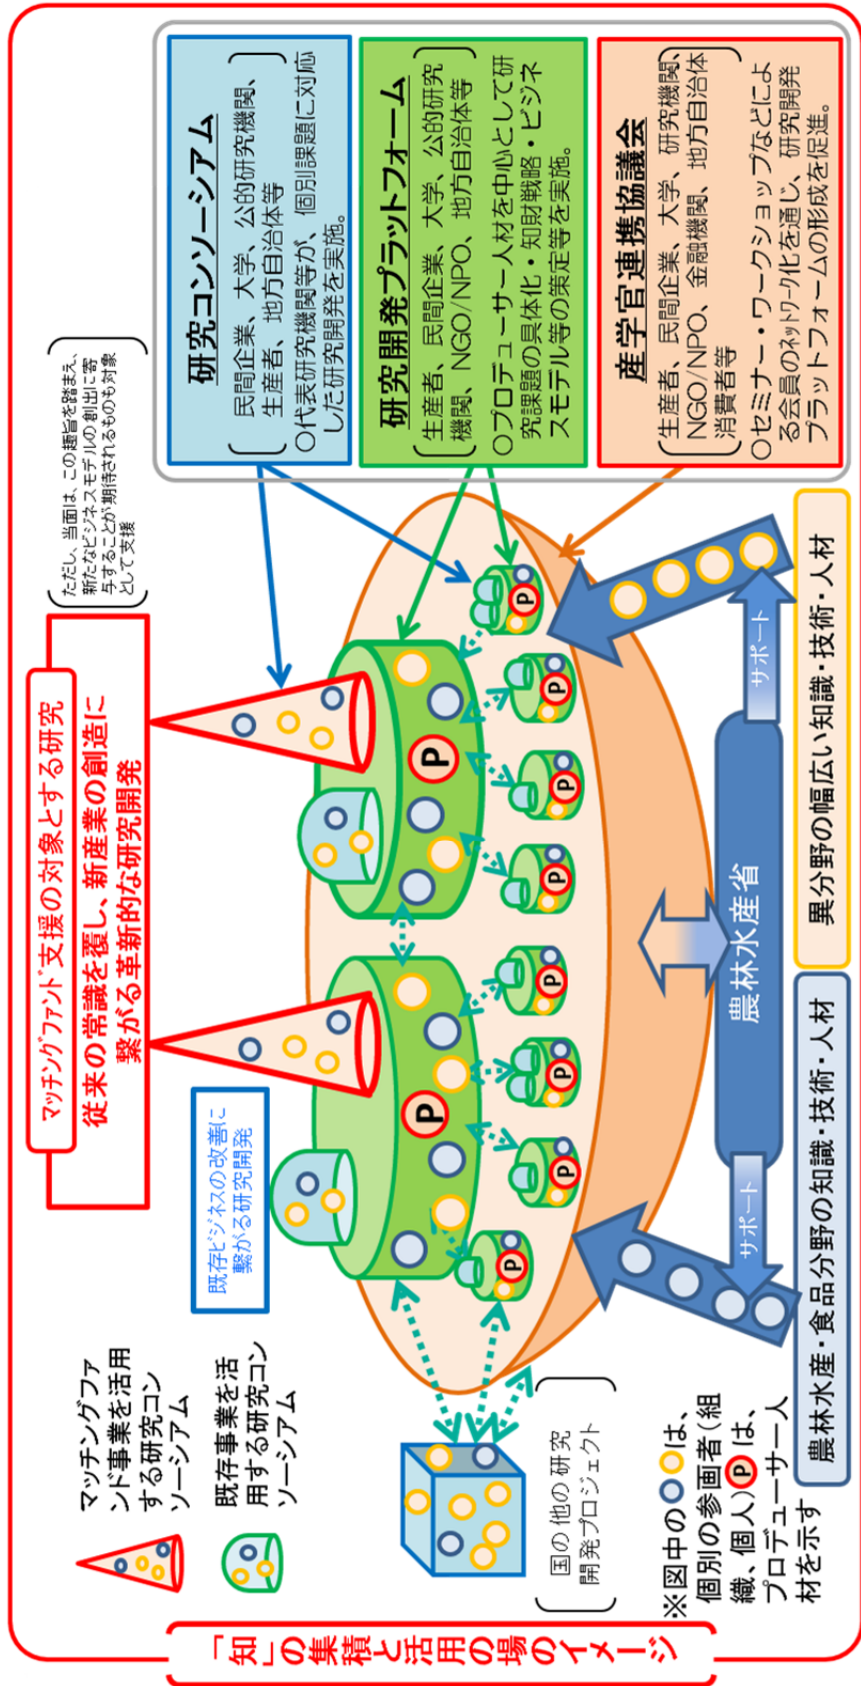 「知」の集積と活用の場のイメージ
マッチングファンド支援の対象とする研究
従来の常識を覆し、新産業の創造に
繋がる革新的な研究開発
ただし、当面は、この趣旨を踏まえ、
新たなビジネスモデルの創出に寄
与することが期待されるものも対象
として支援
マッチングファ
ンド事業を活用
する研究コン
ソーシアム
既存事業を活
用する研究コン
ソーシアム
既存ビジネスの改善に
繋がる研究開発
研究コンソーシアム
民間企業、大学、公的研究機関、
生産者、地方自治体等
○代表研究機関等が、個別課題に対応
した研究開発を実施。
研究開発プラットフォーム
生産者、民間企業、大学、公的研究
機関、NGO/NPO、地方自治体等
○プロデューサー人材を中心として研
究課題の具体化・知財戦略・ビジネ
スモデル等の策定等を実施。
産学官連携協議会
生産者、民間企業、大学、研究機関、
NGO/NPO、金融機関、地方自治体
消費者等
○セミナー・ワークショップなどによ
る会員のネットワーク化を通じ、研究開発
プラットフォームの形成を促進。
P
P
P
P
P
P
P
P
P
P
国の他の研究
開発プロジェクト
※図中の は、
個別の参画者（組
織、個人） P は、
プロデューサー人
材を示す
サポート
農林水産省
サポート
農林水産・食品分野の知識・技術・人材
異分野の幅広い知識・技術・人材